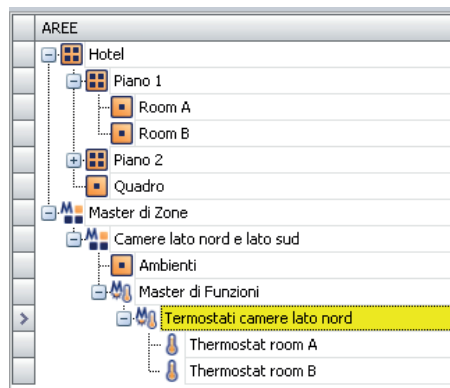 AREE
Hotel
Piano 1
Room A
Room B
Piano 2
Quadro
Master di Zone
Camere lato nord e lato sud
Ambienti
Master di Funzioni
Termostati camere lato nord
Thermostat room A
Thermostat room B